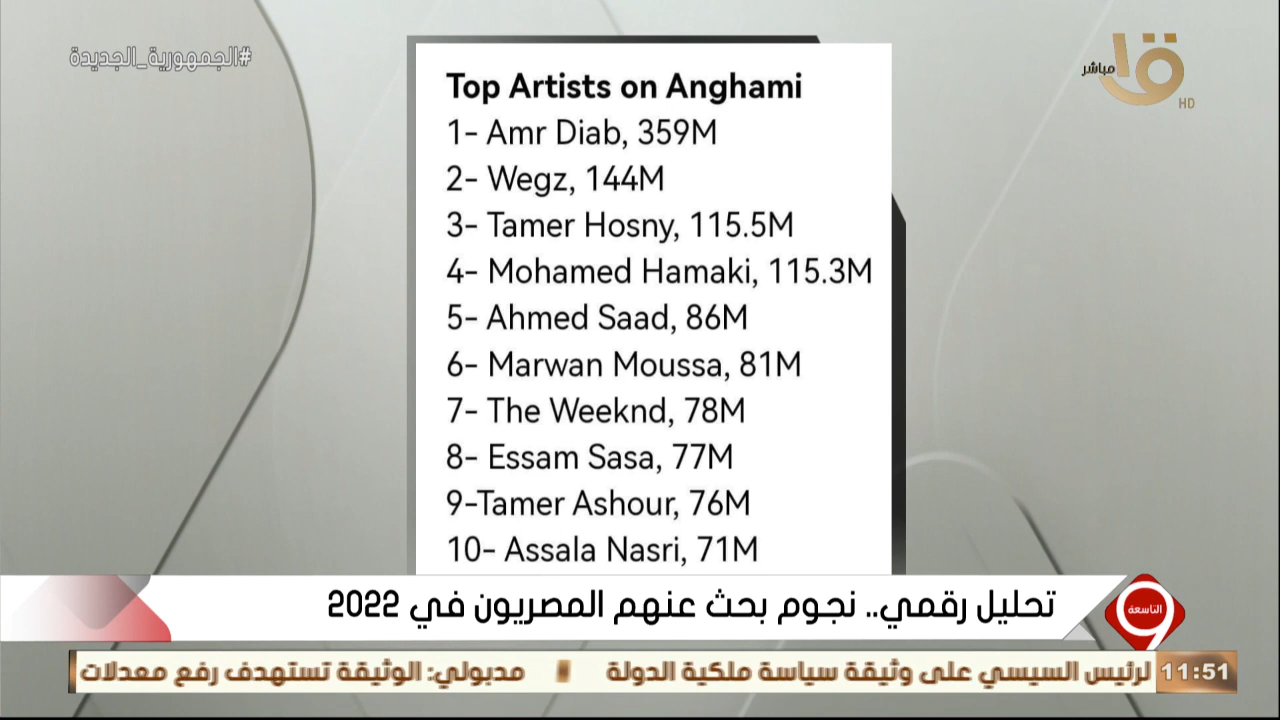 #الجمهورية_الجديدة
مباشر
HD
Top Artists on Anghami
1- Amr Diab, 359M
2- Wegz, 144M
3- Tamer Hosny, 115.5M
4- Mohamed Hamaki, 115.3M
5- Ahmed Saad, 86M
6- Marwan Moussa, 81M
7- The Weeknd, 78M
8- Essam Sasa, 77M
9-Tamer Ashour, 76M
10- Assala Nasri, 71M
تحليل رقمي.. نجوم بحث عنهم المصريون في 2022
التاسعة
9
11:51 لرئيس السيسي على وثيقة سياسة ملكية الدولة مدبولي: الوثيقة تستهدف رفع معدلات